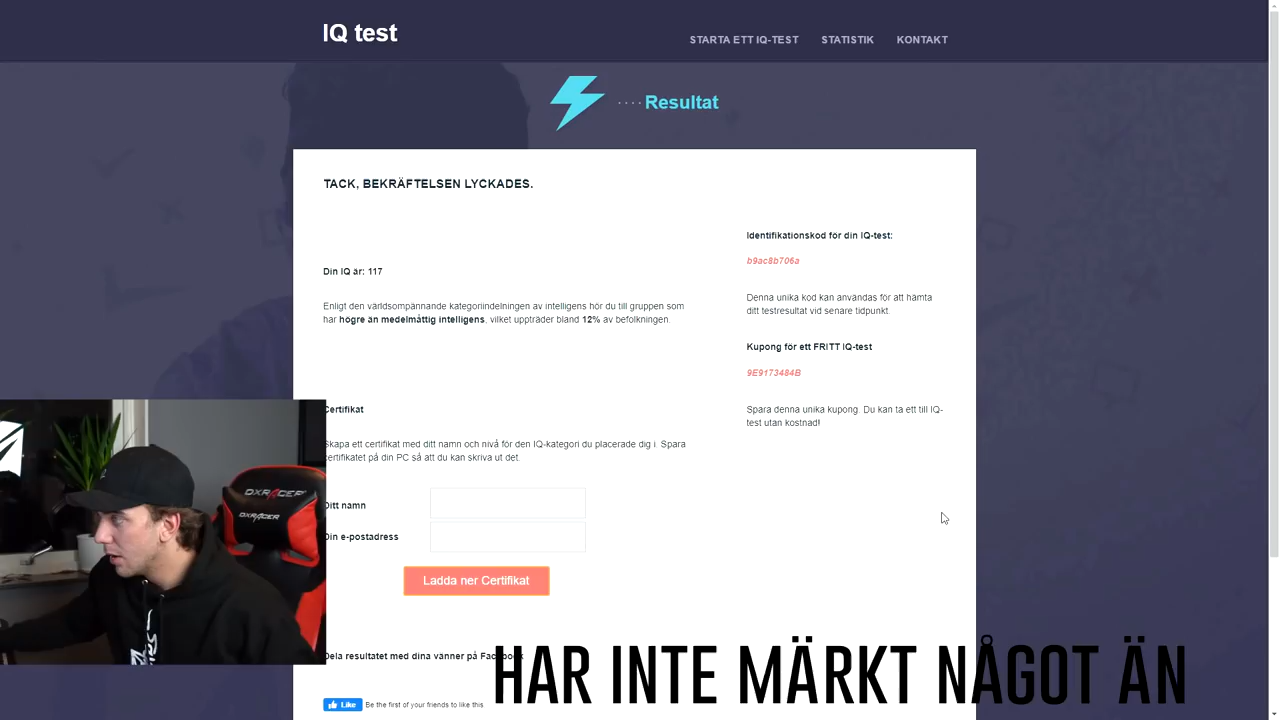 IQ test
STARTA ETT IQ-TEST STATISTIK KONTAKT
Resultat
TACK, BEKRÄFTELSEN LYCKADES.
Din IQ är: 117
Enligt den världsompännande kategoriindelningen av intelligens hör du till gruppen som
har högre än medelmåttig intelligens, vilket uppträder bland 12% av befolkningen.
Identifikationskod för din IQ-test:
b9ac8b706a
Denna unika kod kan användas för att hämta
ditt testresultat vid senare tidpunkt.
Kupong för ett FRITT IQ-test
9E9173484B
Spara denna unika kupong. Du kan ta ett till IQ-
test utan kostnad!
Certifikat
Skapa ett certifikat med ditt namn och nivå för den IQ-kategori du placerade dig i. Spara
certifikatet på din PC så att du kan skriva ut det.
Ditt namn
Din e-postadress
Ladda ner Certifikat
DXRACER
DXRACER
Dela resultatet med dina vänner på Facebook
Like Be the first of your friends to like this
HAR INTE MÄRKT NÅGOT ÄN